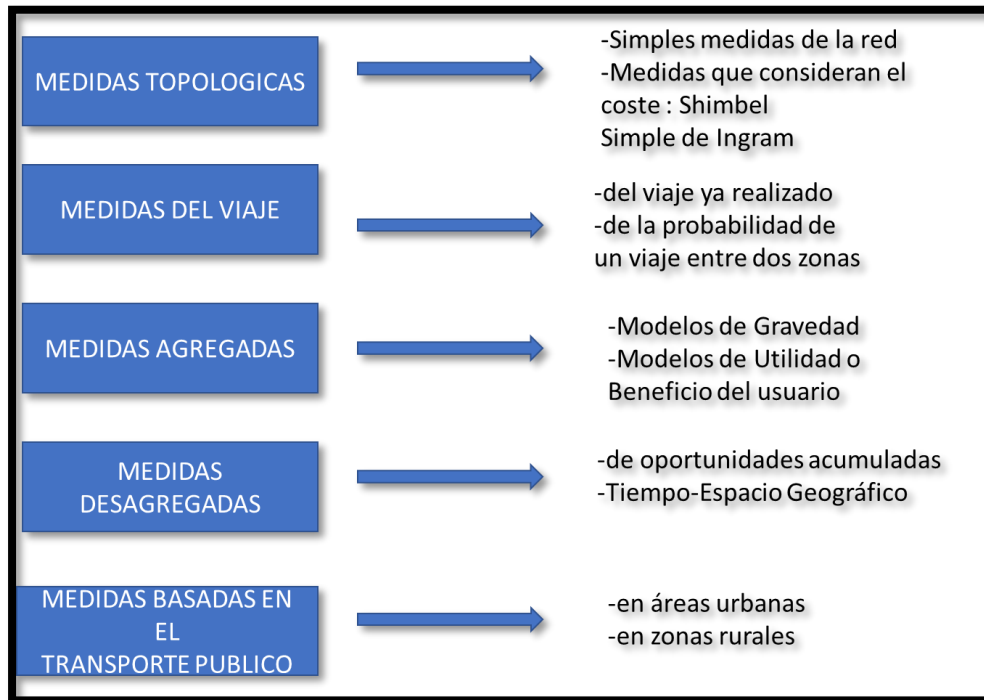 MEDIDAS TOPOLOGICAS
-Simples medidas de la red
-Medidas que consideran el
coste : Shimbel
Simple de Ingram
MEDIDAS DEL VIAJE
-del viaje ya realizado
-de la probabilidad de
un viaje entre dos zonas
MEDIDAS AGREGADAS
-Modelos de Gravedad
-Modelos de Utilidad o
Beneficio del usuario
MEDIDAS
DESAGREGADAS
-de oportunidades acumuladas
-Tiempo-Espacio Geográfico
MEDIDAS BASADAS EN
EL
TRANSPORTE PUBLICO
-en áreas urbanas
-en zonas rurales